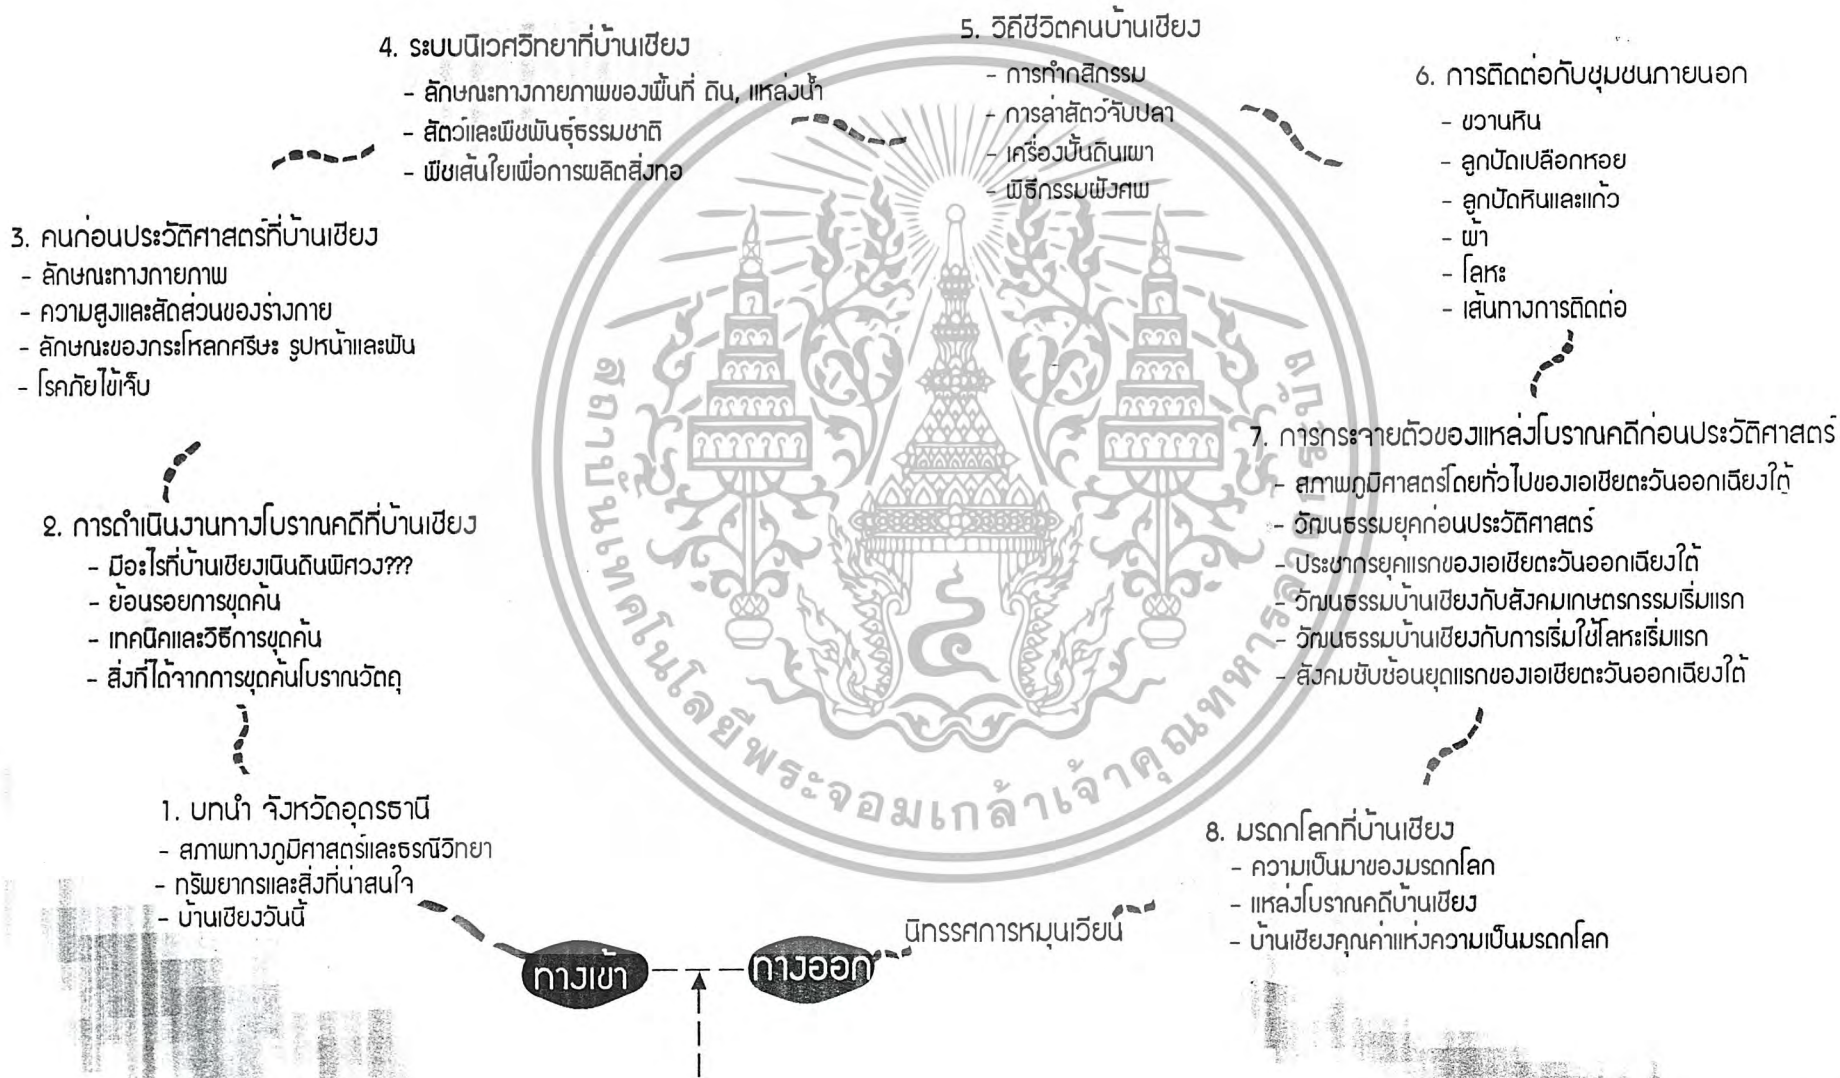 4. ระบบนิเวศวิทยาที่บ้านเชียง
- ลักษณะทางกายภาพของพื้นที่ ดิน, แหล่งน้ำ
- สัตว์และพืชพันธุ์ธรรมชาติ
- พืชเส้นใยเพื่อการผลิตสิ่งทอ
5. วิถีชีวิตคนบ้านเชียง
- การทำกสิกรรม
- การล่าสัตว์จับปลา
- เครื่องปั้นดินเผา
- พิธีกรรมฝังศพ
6. การติดต่อกับชุมชนภายนอก
- ขวานหิน
- ลูกปัดเปลือกหอย
- ลูกปัดหินและแก้ว
- ผ้า
- โลหะ
- เส้นทางการติดต่อ
3. คนก่อนประวัติศาสตร์ที่บ้านเชียง
- ลักษณะทางกายภาพ
- ความสูงและสัดส่วนของร่างกาย
- ลักษณะของกระโหลกศรีษะ รูปหน้าและฟัน
- โรคภัยไข้เจ็บ
7. การกระจายตัวของแหล่งโบราณคดีก่อนประวัติศาสตร์
- สภาพภูมิศาสตร์โดยทั่วไปของเอเชียตะวันออกเฉียงใต้
- วัฒนธรรมยุคก่อนประวัติศาสตร์
- ประชากรยุคแรกของเอเชียตะวันออกเฉียงใต้
- วัฒนธรรมบ้านเชียงกับสังคมเกษตรกรรมเริ่มแรก
- วัฒนธรรมบ้านเชียงกับการเริ่มใช้โลหะเริ่มแรก
- สังคมซับซ้อนยุคแรกของเอเชียตะวันออกเฉียงใต้
2. การดำเนินงานทางโบราณคดีที่บ้านเชียง
- มีอะไรที่บ้านเชียงเนินดินพิศวง???
- ย้อนรอยการขุดค้น
- เทคนิคและวิธีการขุดค้น
- สิ่งที่ได้จากการขุดค้นโบราณวัตถุ
1. บทนำ จังหวัดอุดรธานี
- สภาพทางภูมิศาสตร์และธรณีวิทยา
- ทรัพยากรและสิ่งที่น่าสนใจ
- บ้านเชียงวันนี้
8. มรดกโลกที่บ้านเชียง
- ความเป็นมาของมรดกโลก
- แหล่งโบราณคดีบ้านเชียง
- บ้านเชียงคุณค่าแห่งความเป็นมรดกโลก
นิทรรศการหมุนเวียน
ทางเข้า
ทางออก
สถาบันเทคโนโลยีพระจอมเกล้าเจ้าคุณทหารลาดกระบัง